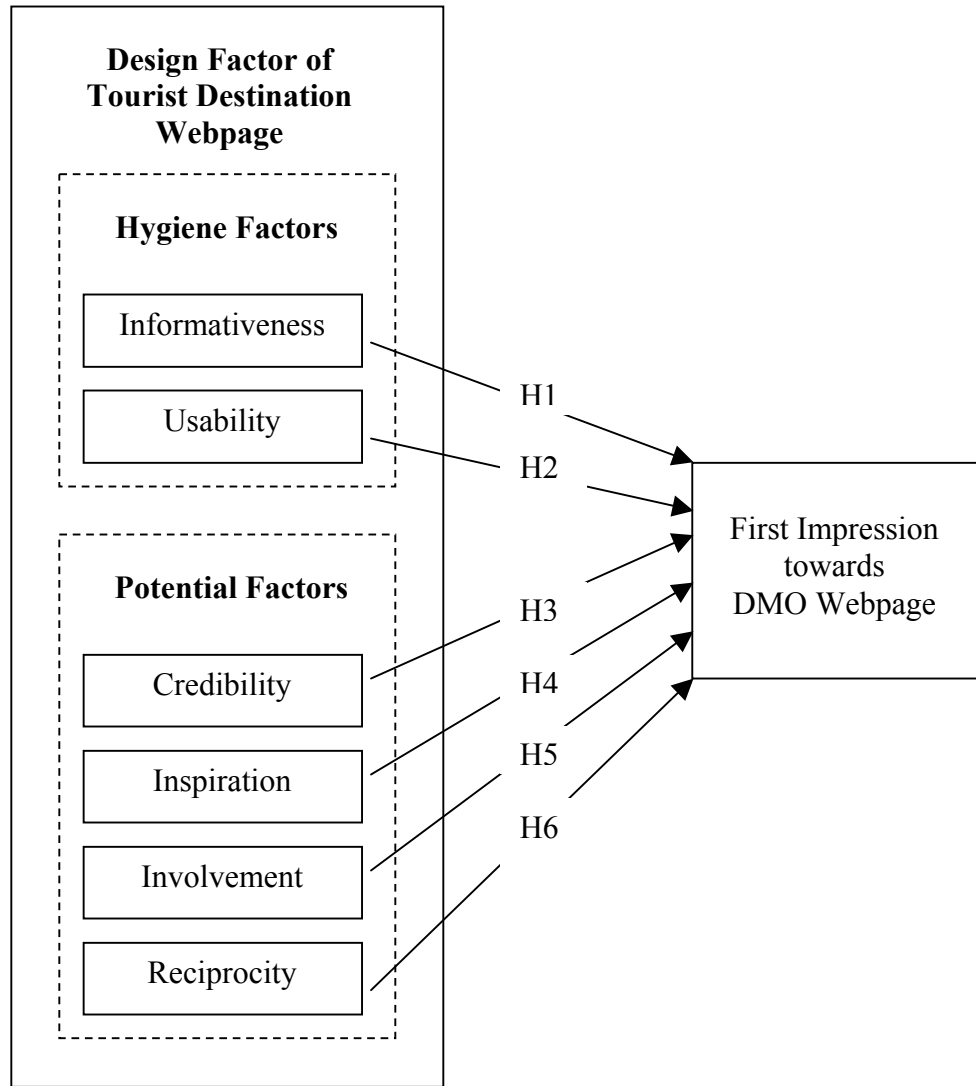 Design Factor of
Tourist Destination
Webpage
Hygiene Factors
Informativeness
Usability
Potential Factors
Credibility
Inspiration
Involvement
Reciprocity
H1
H2
H3
H4
H5
H6
First Impression
towards
DMO Webpage